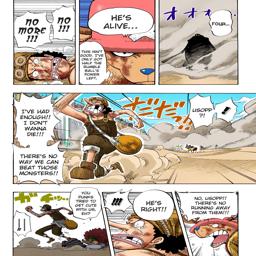 NO
MORE
!!!
NO
!!!
HE'S
ALIVE...
THIS ISN'T
GOOD. I'VE
ONLY GOT
HALF THE
RUMBLE BALL'S
POWER
LEFT.
FOUR...
I'VE HAD
ENOUGH!!
I DON'T
WANNA
DIE!!!
THERE'S NO
WAY WE CAN
BEAT THOSE
MONSTERS!!
USOPP
!?
YOU PUNKS
TRIED TO
GET CUTE
WITH US,
EH?
!!!
HE'S
RIGHT!!
NO, USOPP!!
THERE'S NO
RUNNING AWAY
FROM THEM!!!